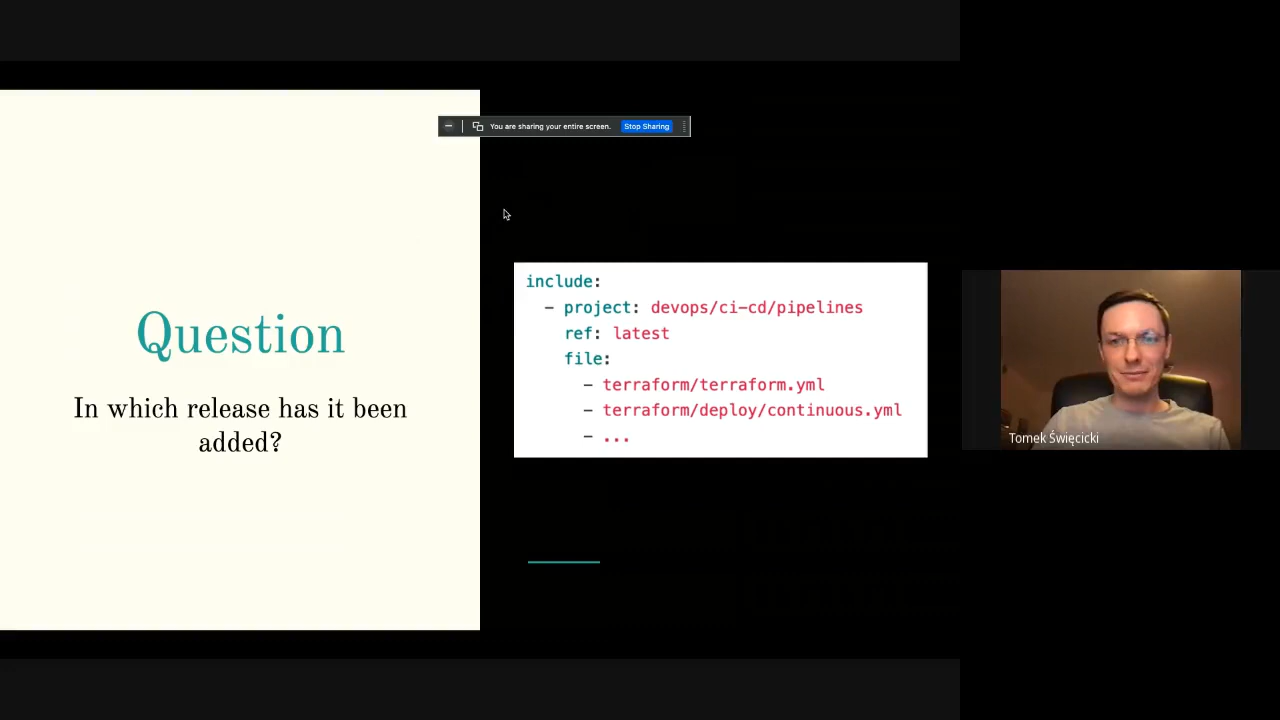 You are sharing your entire screen. Stop Sharing
Question
In which release has it been
added?
include:
– project: devops/ci-cd/pipelines
ref: latest
file:
– terraform/terraform.yml
– terraform/deploy/continuous.yml
– ...
Tomek Święcicki